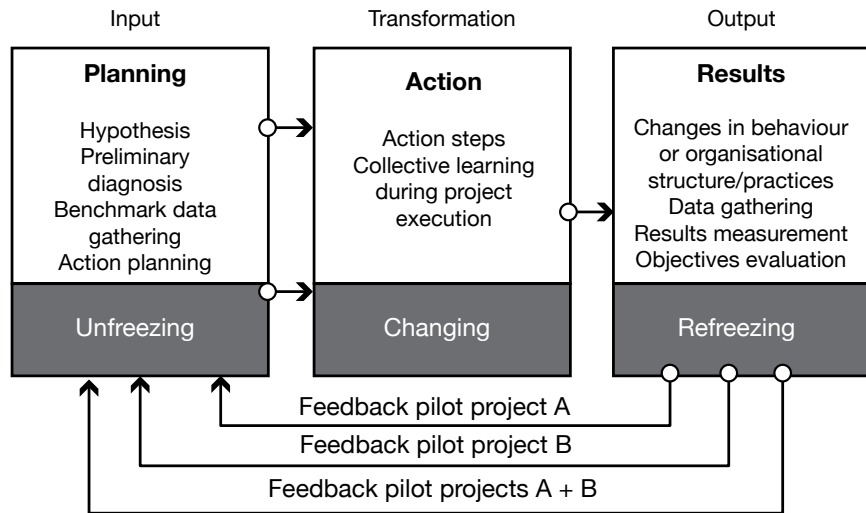 Input
Transformation
Output
Planning
Hypothesis
Preliminary
diagnosis
Benchmark data
gathering
Action planning
Unfreezing
Action
Action steps
Collective learning
during project
execution
Changing
Results
Changes in behaviour
or organisational
structure/practices
Data gathering
Results measurement
Objectives evaluation
Refreezing
Feedback pilot project A
Feedback pilot project B
Feedback pilot projects A + B